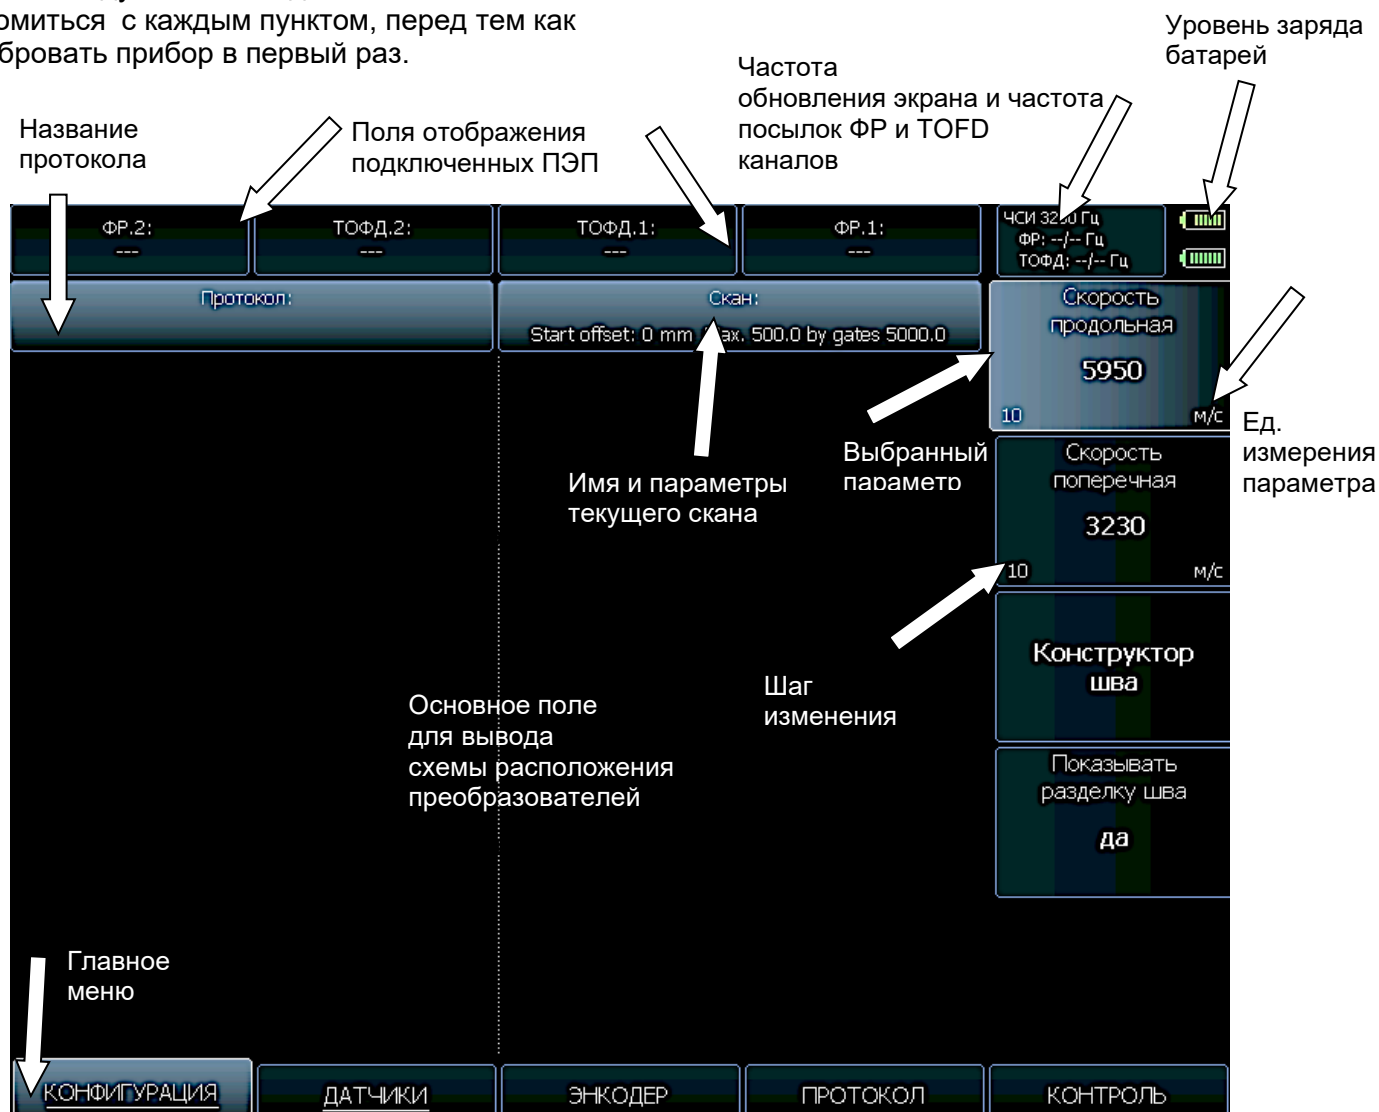 омиться с каждым пунктом, перед тем как
бровать прибор в первый раз.
Уровень заряда
батарей
Частота
обновления экрана и частота
посылок ФР и TOFD
каналов
Название
протокола
Поля отображения
подключенных ПЭП
ФР.2:
---
ТОФД.2:
---
ТОФД.1:
---
ФР.1:
---
ЧСИ Гц
ФР: --/-- Гц
ТОФД: --/-- Гц
Протокол:
Скан:
Start offset: 0 mm 500.0 by gates 5000.0
Скорость
продольная
5950
10 м/с
Ед.
измерения
параметра
Выбранный
параметр
Имя и параметры
текущего скана
Скорость
поперечная
3230
10 м/с
Конструктор
шва
Шаг
изменения
Основное поле
для вывода
схемы расположения
преобразователей
Показывать
разделку шва
да
Главное
меню
КОНФИГУРАЦИЯ
ДАТЧИКИ
ЭНКОДЕР
ПРОТОКОЛ
КОНТРОЛЬ